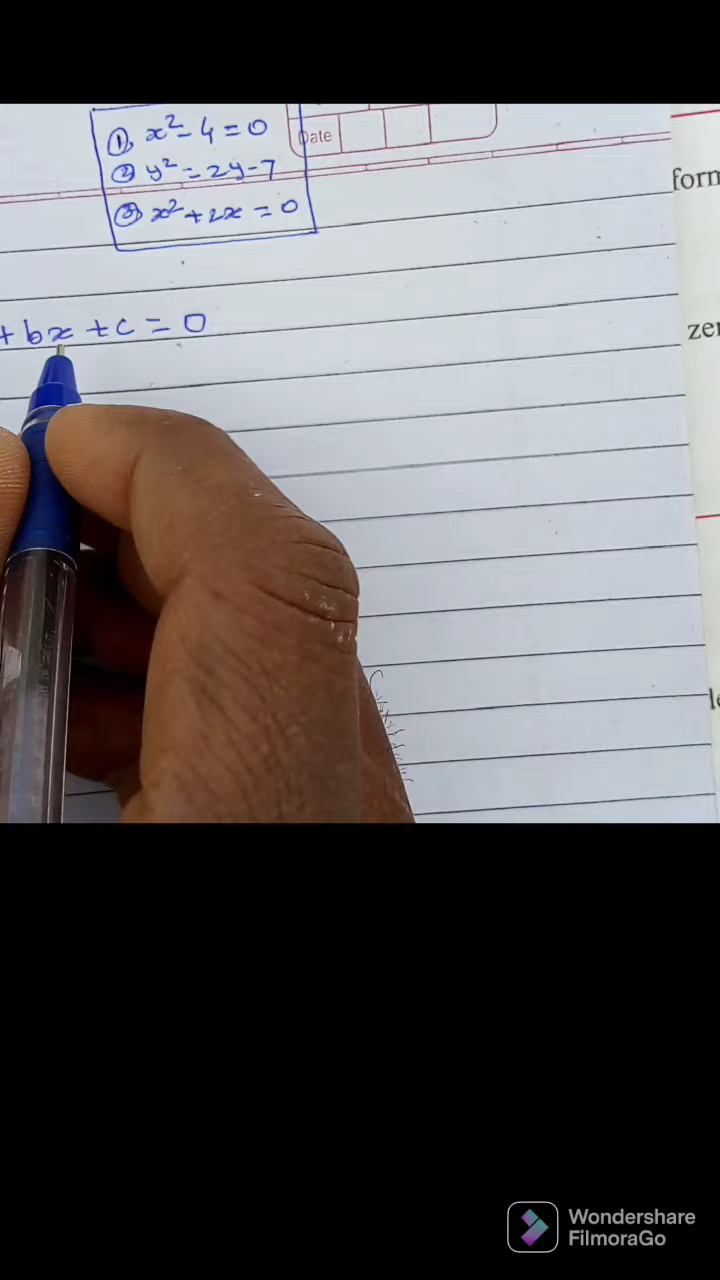 ① x² - 4 = 0
② y² = 2y - 7
③ x² + 2x = 0
Date
form
+ bx + c = 0
zer
Wondershare
FilmoraGo